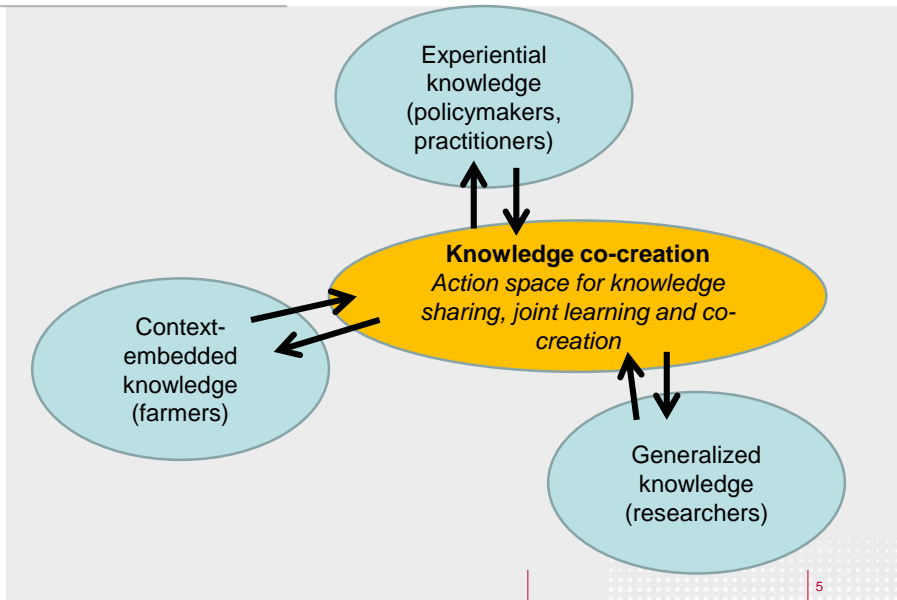 Experiential
knowledge
(policymakers,
practitioners)
Knowledge co-creation
Action space for knowledge
sharing, joint learning and co-
creation
Context-
embedded
knowledge
(farmers)
Generalized
knowledge
(researchers)
5